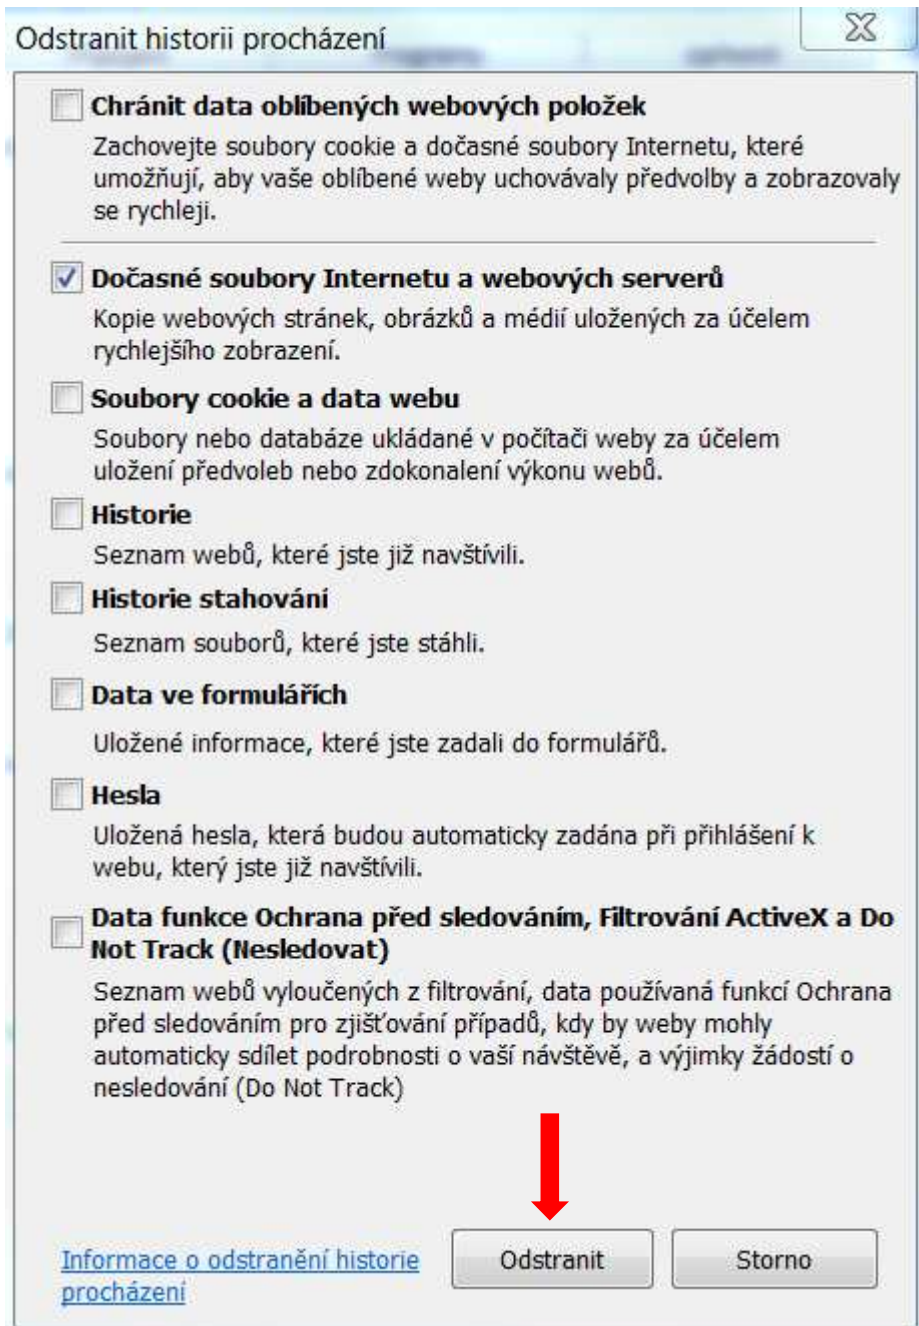 Odstranit historii procházení
Chránit data oblíbených webových položek
Zachovejte soubory cookie a dočasné soubory Internetu, které
umožňují, aby vaše oblíbené weby uchovávaly předvolby a zobrazovaly
se rychleji.
Dočasné soubory Internetu a webových serverů
Kopie webových stránek, obrázků a médií uložených za účelem
rychlejšího zobrazení.
Soubory cookie a data webu
Soubory nebo databáze ukládané v počítači weby za účelem
uložení předvoleb nebo zdokonalení výkonu webů.
Historie
Seznam webů, které jste již navštívili.
Historie stahování
Seznam souborů, které jste stáhli.
Data ve formulářích
Uložené informace, které jste zadali do formulářů.
Hesla
Uložená hesla, která budou automaticky zadána při přihlášení k
webu, který jste již navštívili.
Data funkce Ochrana před sledováním, Filtrování ActiveX a Do
Not Track (Nesledovat)
Seznam webů vyloučených z filtrování, data používaná funkcí Ochrana
před sledováním pro zjišťování případů, kdy by weby mohly
automaticky sdílet podrobnosti o vaší návštěvě, a výjimky žádostí o
nesledování (Do Not Track)
Informace o odstranění historie
procházení
Odstranit
Storno